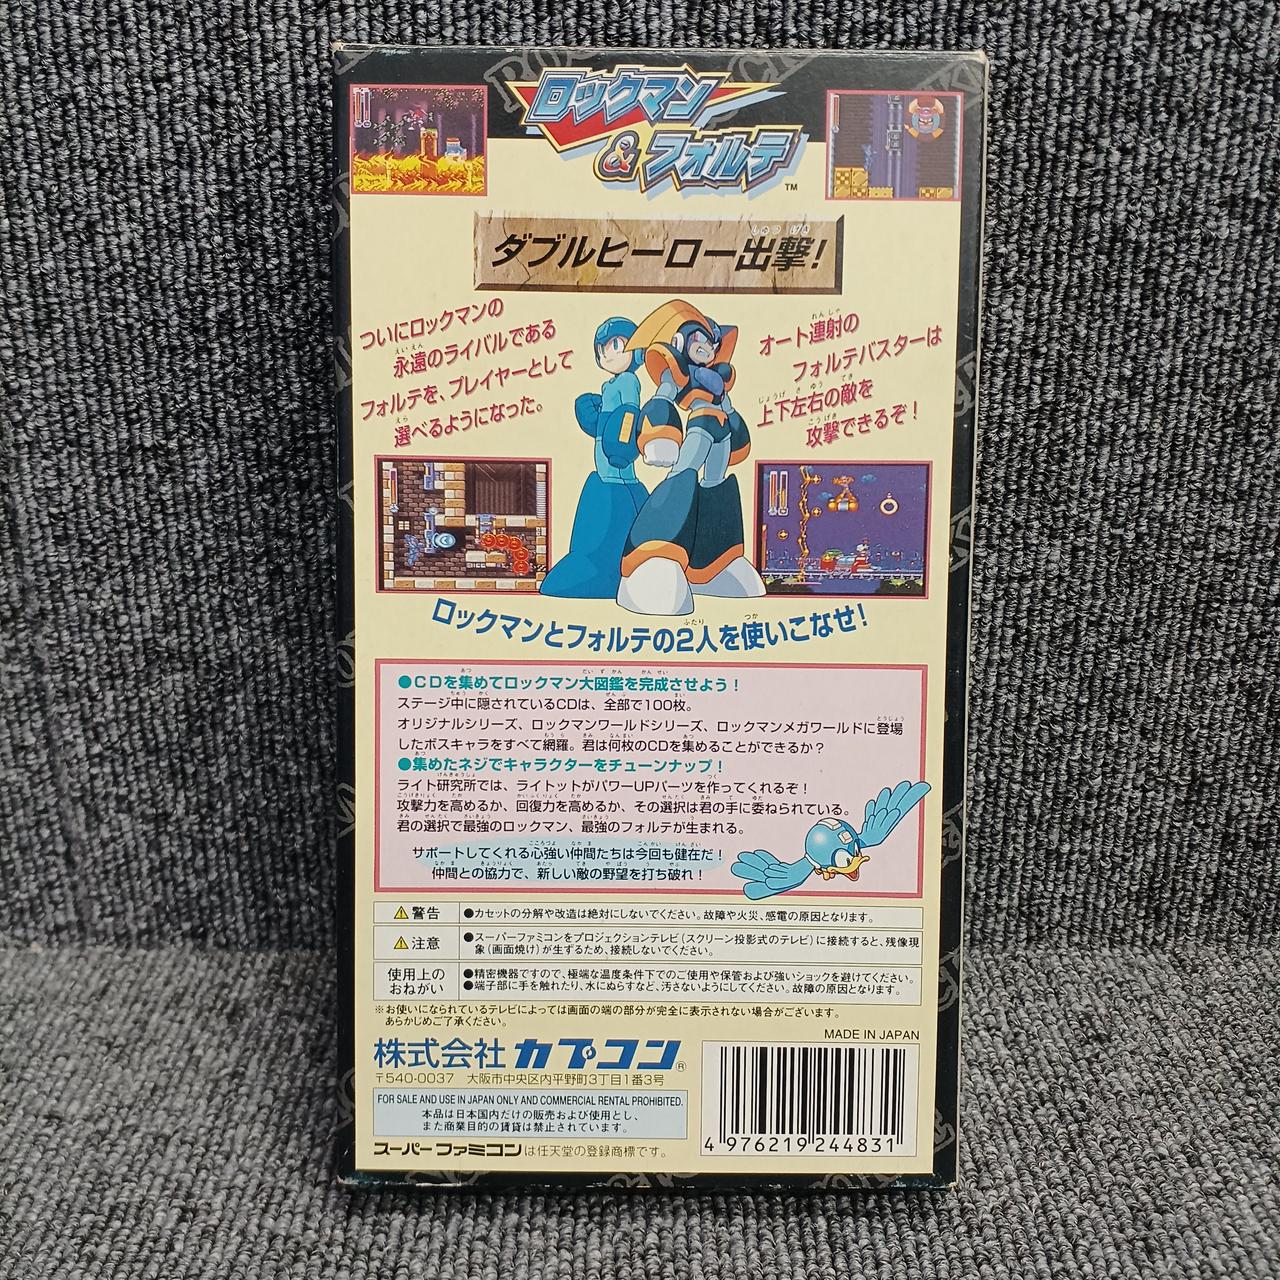 ロックマン
&フォルテ
TM
ダブルヒーロー出撃!
ついにロックマンの
永遠のライバルである
フォルテを、プレイヤーとして
選べるようになった。
オート連射の
フォルテバスターは
上下左右の敵を
攻撃できるぞ!
ロックマンとフォルテの2人を使いこなせ!
●CDを集めてロックマン大図鑑を完成させよう!
ステージ中に隠されているCDは、全部で100枚。
オリジナルシリーズ、ロックマンワールドシリーズ、ロックマンメガワールドに登場
したボスキャラをすべて網羅。君は何枚のCDを集めることができるか?
●集めたネジでキャラクターをチューンナップ!
ライト研究所では、ライットがパワーUPパーツを作ってくれるぞ!
攻撃力を高めるか、回復力を高めるか、その選択は君の手に委ねられている。
君の選択で最強のロックマン、最強のフォルテが生まれる。
サポートしてくれる心強い仲間たちは今回も健在だ!
仲間との協力で、新しい敵の野望を打ち破れ!
⚠警告 ●カセットの分解や改造は絶対にしないでください。故障や火災、感電の原因となります。
⚠注意 ●スーパーファミコンをプロジェクションテレビ(スクリーン投影式のテレビ)に接続すると、残像現
象(画面焼け)が生ずるため、接続しないでください。
使用上の
おねがい
●精密機器ですので、極端な温度条件下でのご使用や保管および強いショックを避けてください。
●端子部に手を触れたり、水にぬらすなど、汚さないようにしてください。故障の原因となります。
※お使いになられているテレビによっては画面の端の部分が完全に表示されない場合がございます。
あらかじめご了承ください。
MADE IN JAPAN
株式会社 カプコン®
〒540-0037 大阪市中央区内平野町3丁目1番3号
FOR SALE AND USE IN JAPAN ONLY AND COMMERCIAL RENTAL PROHIBITED.
本品は日本国内だけの販売および使用とし、
また商業目的の賃貸は禁止されています。
スーパーファミコンは任天堂の登録商標です。
4 976219 244831